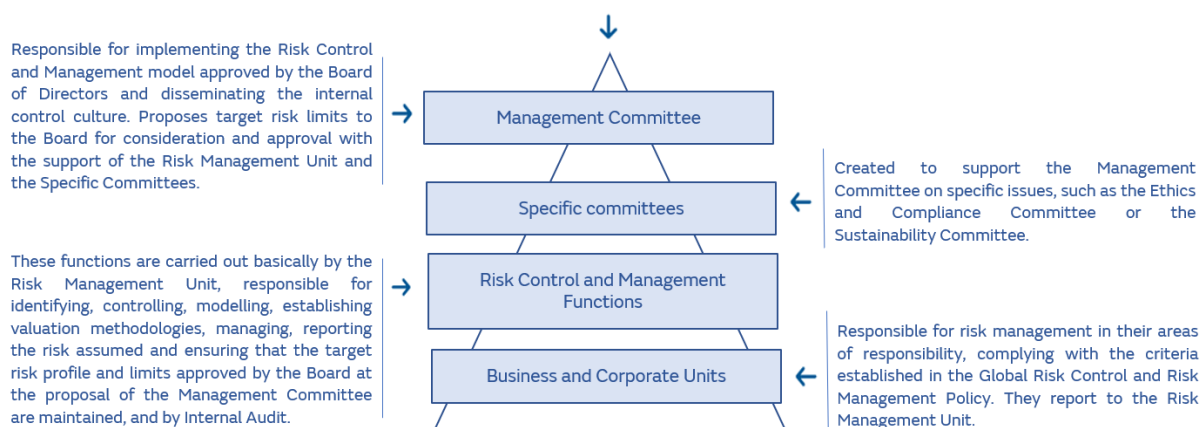 Responsible for implementing the Risk Control
and Management model approved by the Board
of Directors and disseminating the internal
control culture. Proposes target risk limits to
the Board for consideration and approval with
the support of the Risk Management Unit and
the Specific Committees.
Management Committee
Specific committees
Created to support the Management
Committee on specific issues, such as the Ethics
and Compliance Committee or the
Sustainability Committee.
These functions are carried out basically by the
Risk Management Unit, responsible for
identifying, controlling, modelling, establishing
valuation methodologies, managing, reporting
the risk assumed and ensuring that the target
risk profile and limits approved by the Board at
the proposal of the Management Committee
are maintained, and by Internal Audit.
Risk Control and Management
Functions
Business and Corporate Units
Responsible for risk management in their areas
of responsibility, complying with the criteria
established in the Global Risk Control and Risk
Management Policy. They report to the Risk
Management Unit.